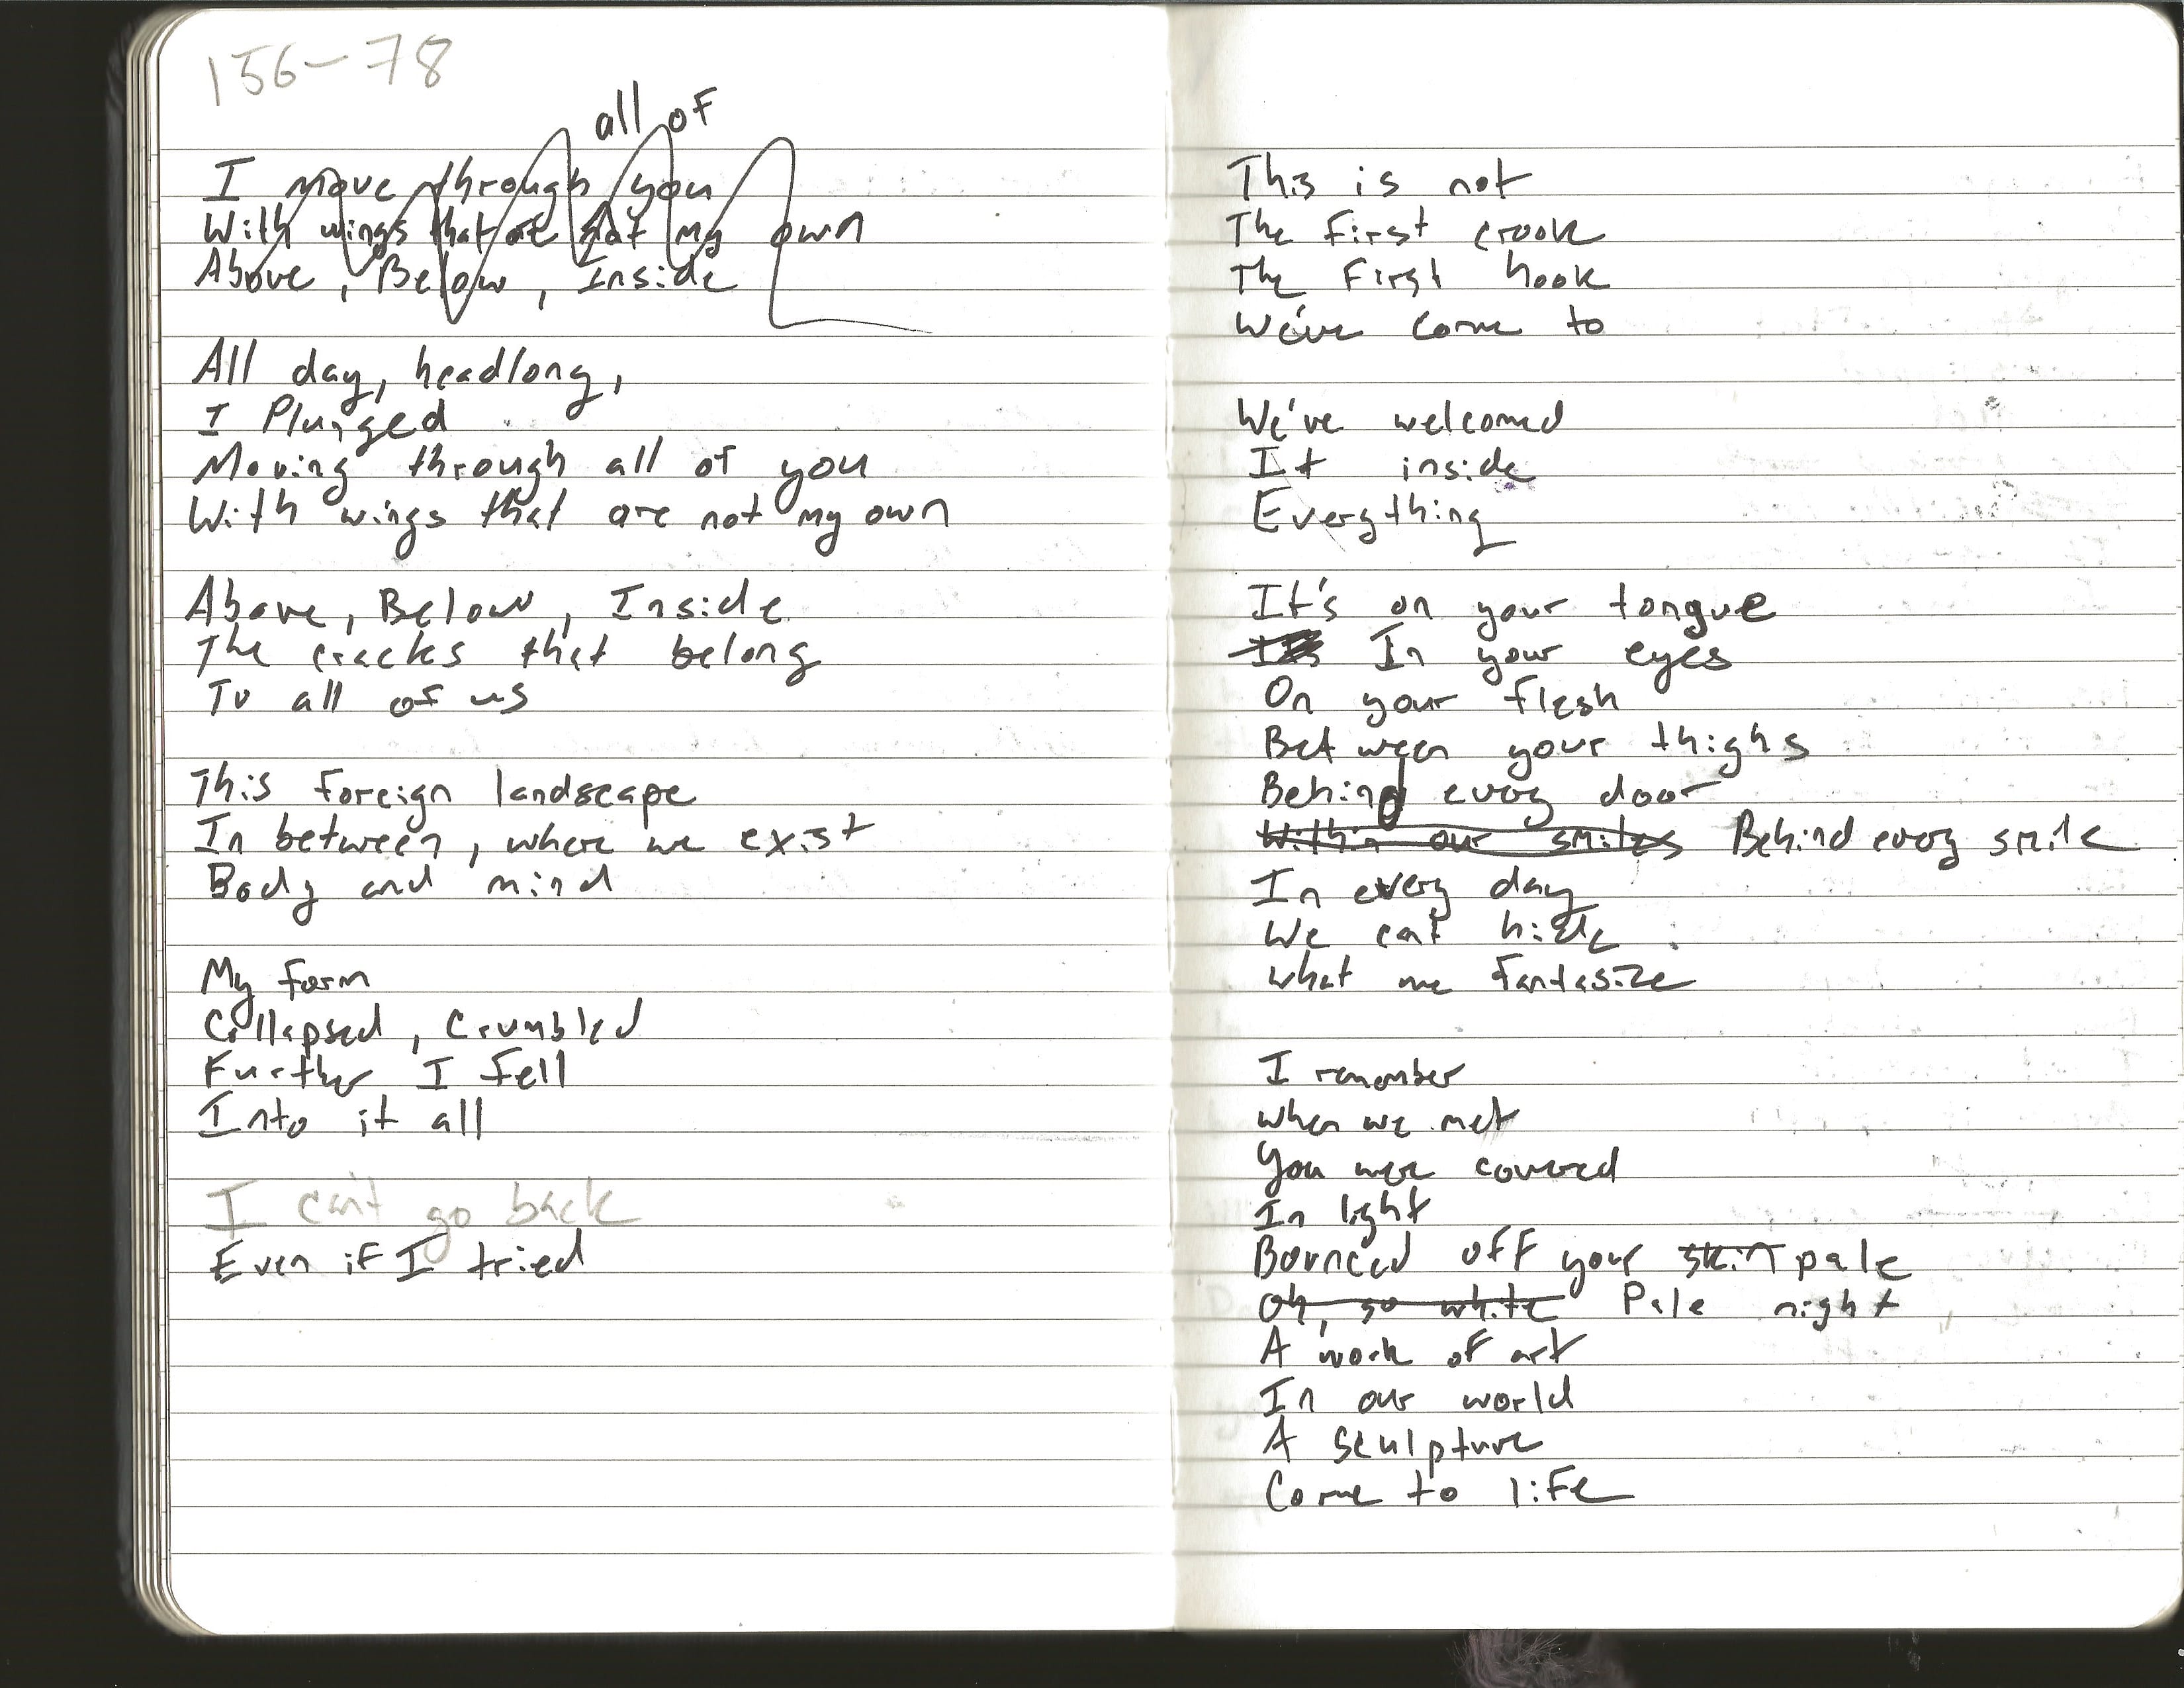 156-78
all of
I move through you
With wings that are not my own
Above, Below, Inside
All day, headlong,
I Plunged
Moving through all of you
With wings that are not my own
Above, Below, Inside
The cracks that belong
To all of us
This foreign landscape
In between, where we exist
Body and mind
My form
Collapsed, Crumbled
Further I fell
Into it all
I can't go back
Even if I tried
This is not
The first crook
The first hook
We've come to
We've welcomed
It inside
Everything
It's on your tongue
In your eyes
On your flesh
Between your thighs
Behind every door
Within our smiles Behind every smile
In every day
We cant hide
what we fantasize
I remember
when we met
You were covered
In light
Bounced off your skin pale
Oh, so white Pale night
A work of art
In our world
A sculpture
Come to life